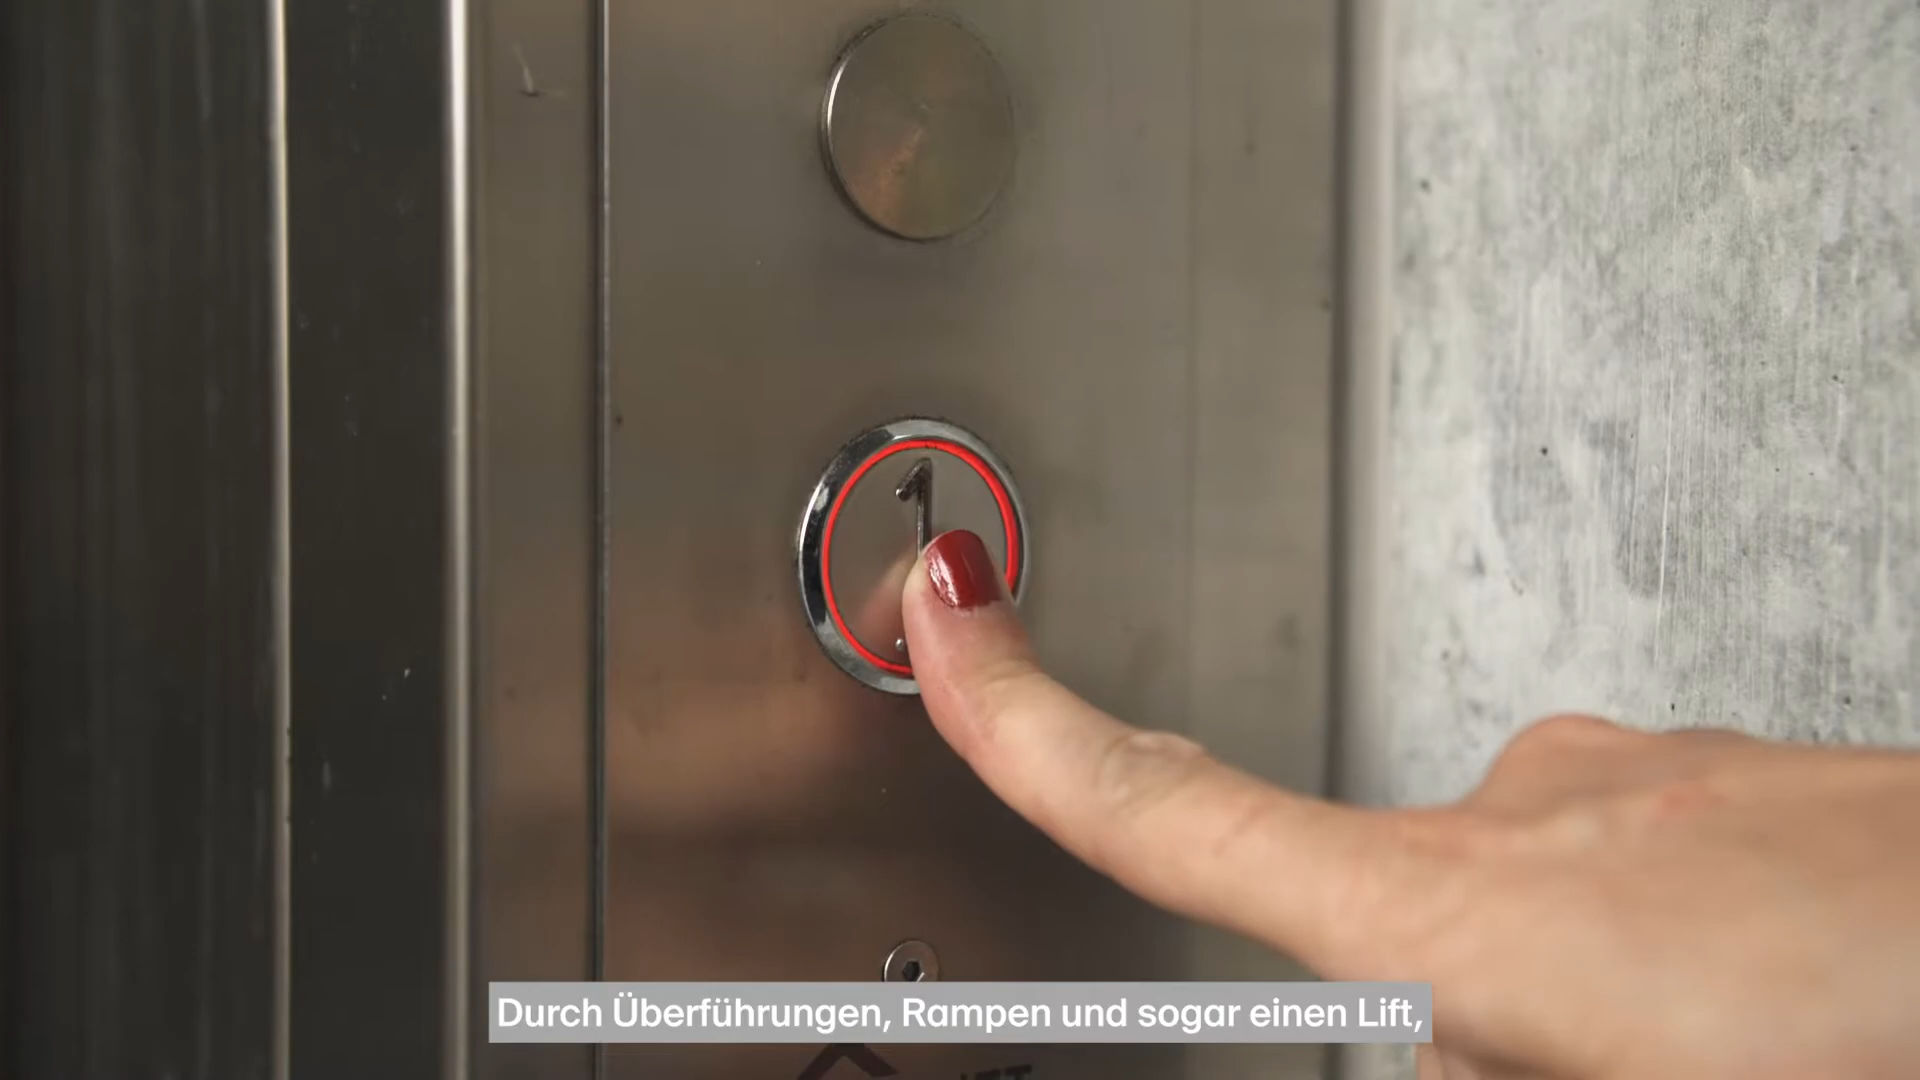 1
Durch Überführungen, Rampen und sogar einen Lift,